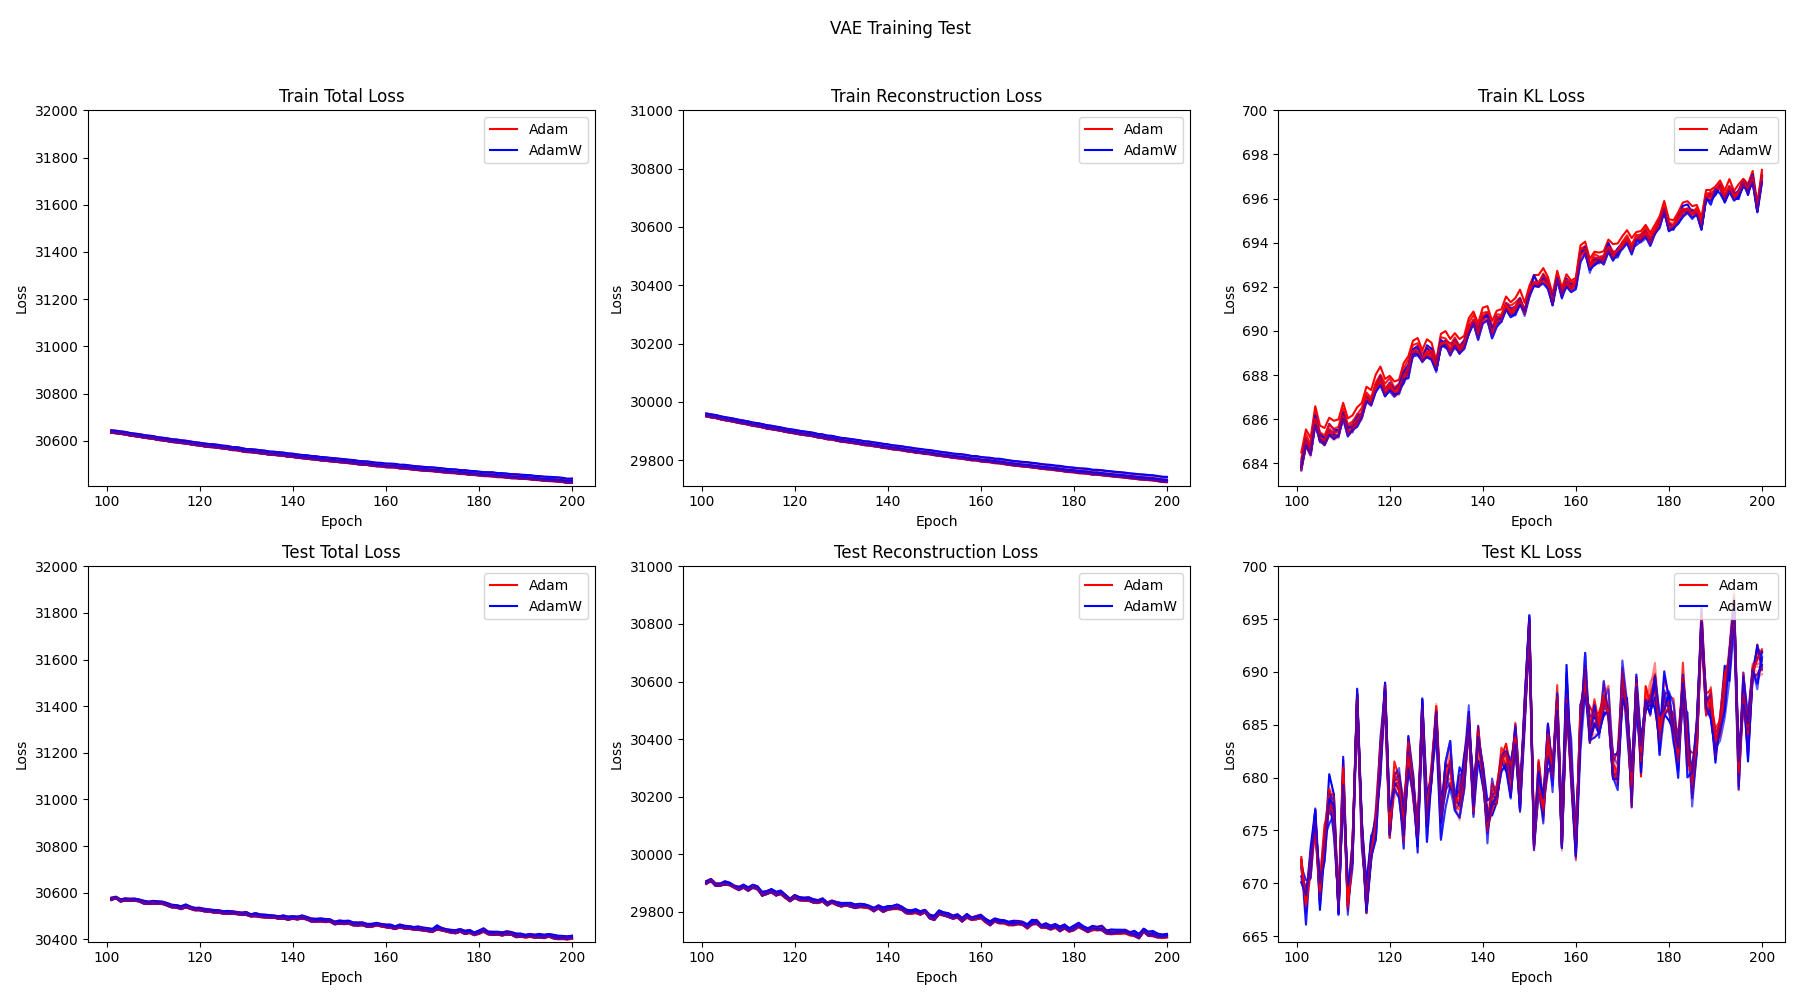 VAE Training Test
Train Total Loss
32000
31800
31600
31400
31200
31000
30800
30600
Loss
100 120 140 160 180 200
Epoch
Adam
AdamW
Train Reconstruction Loss
31000
30800
30600
30400
30200
30000
29800
Loss
100 120 140 160 180 200
Epoch
Adam
AdamW
Train KL Loss
700
698
696
694
692
690
688
686
684
Loss
100 120 140 160 180 200
Epoch
Adam
AdamW
Test Total Loss
32000
31800
31600
31400
31200
31000
30800
30600
30400
Loss
100 120 140 160 180 200
Epoch
Adam
AdamW
Test Reconstruction Loss
31000
30800
30600
30400
30200
30000
29800
Loss
100 120 140 160 180 200
Epoch
Adam
AdamW
Test KL Loss
700
695
690
685
680
675
670
665
Loss
100 120 140 160 180 200
Epoch
Adam
AdamW